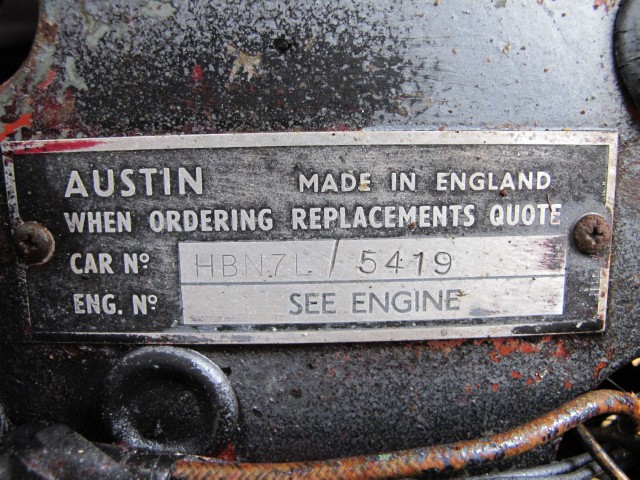 AUSTIN MADE IN ENGLAND
WHEN ORDERING REPLACEMENTS QUOTE
CAR Nº HBN7L/5419
ENG. Nº SEE ENGINE